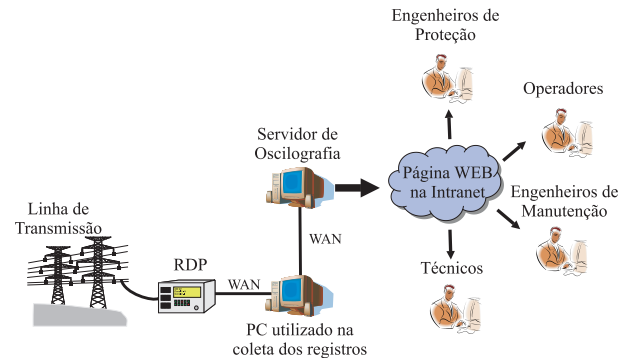 Engenheiros de
Proteção
Operadores
Servidor de
Oscilografia
Página WEB
na Intranet
Engenheiros de
Manutenção
Linha de
Transmissão
WAN
RDP
Técnicos
WAN
PC utilizado na
coleta dos registros